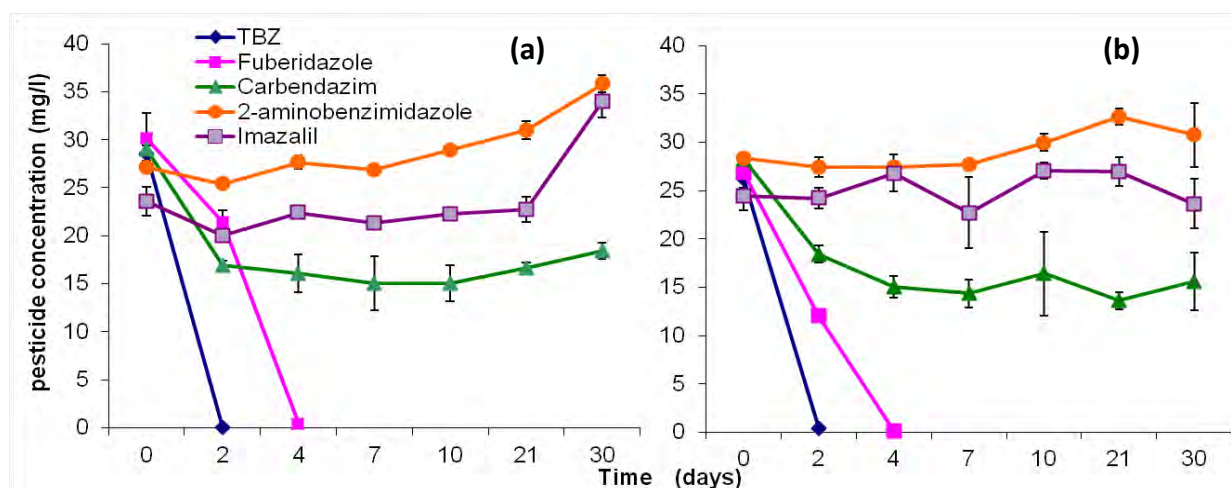 TBZ
Fuberidazole
Carbendazim
2-aminobenzimidazole
Imazalil
(a)
(b)
pesticide concentration (mg/l)
40
35
30
25
20
15
10
5
0
0 2 4 7 10 21 30
40
35
30
25
20
15
10
5
0
0 2 4 7 10 21 30
Time (days)